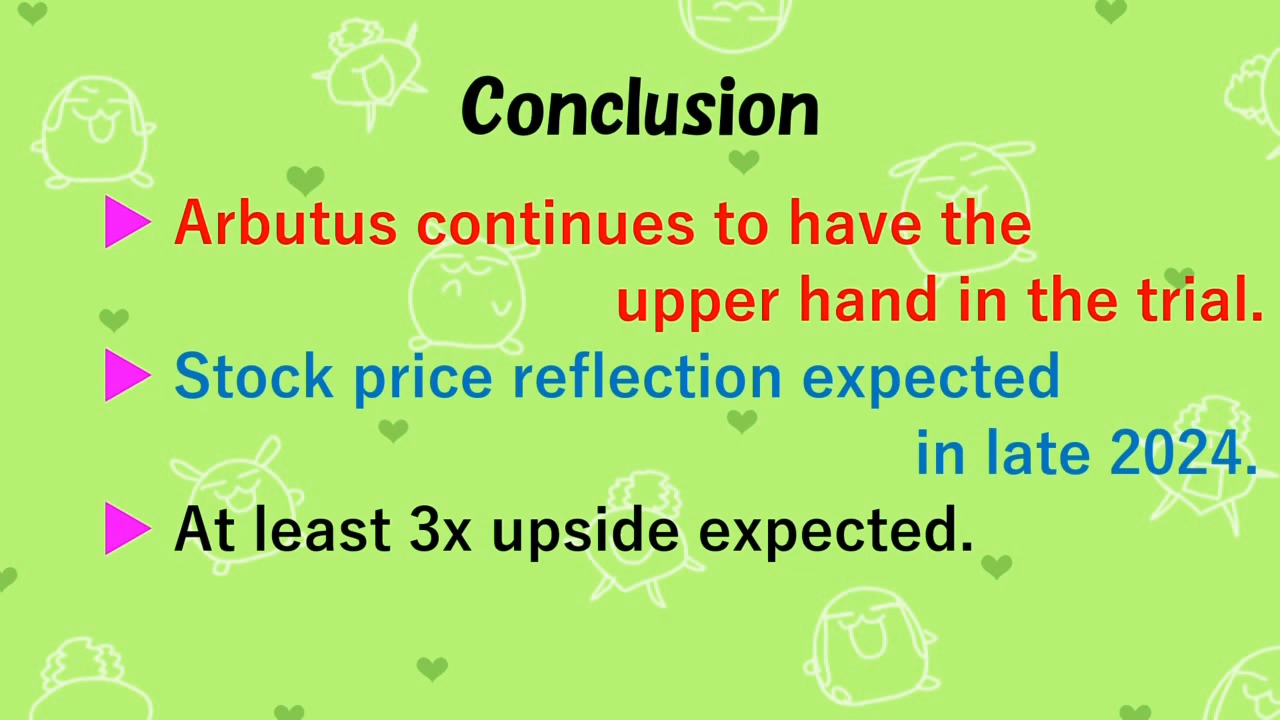 Conclusion
Arbutus continues to have the
upper hand in the trial.
Stock price reflection expected
in late 2024.
At least 3x upside expected.